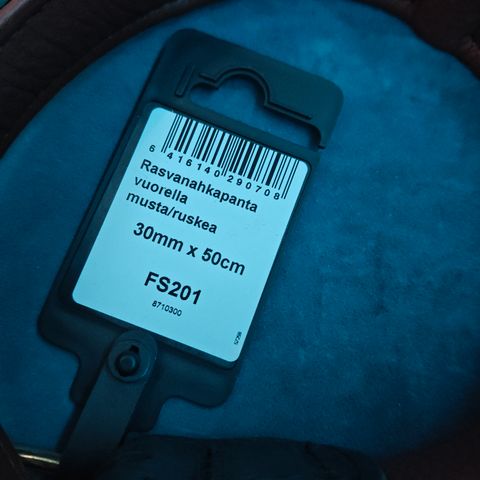 6 416140 290708
Rasvanahkapanta
vuorella
musta/ruskea
30mm x 50cm
FS201
8710300